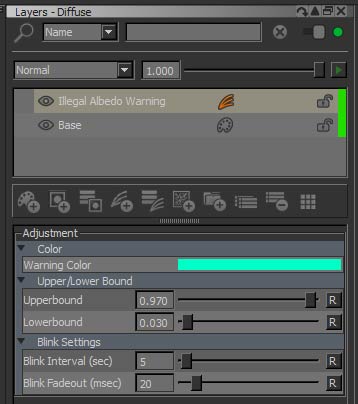 Layers - Diffuse
Name
Normal 1.000
Illegal Albedo Warning
Base
Adjustment
Color
Warning Color
Upper/Lower Bound
Upperbound 0.970 R
Lowerbound 0.030 R
Blink Settings
Blink Interval (sec) 5 R
Blink Fadeout (msec) 20 R